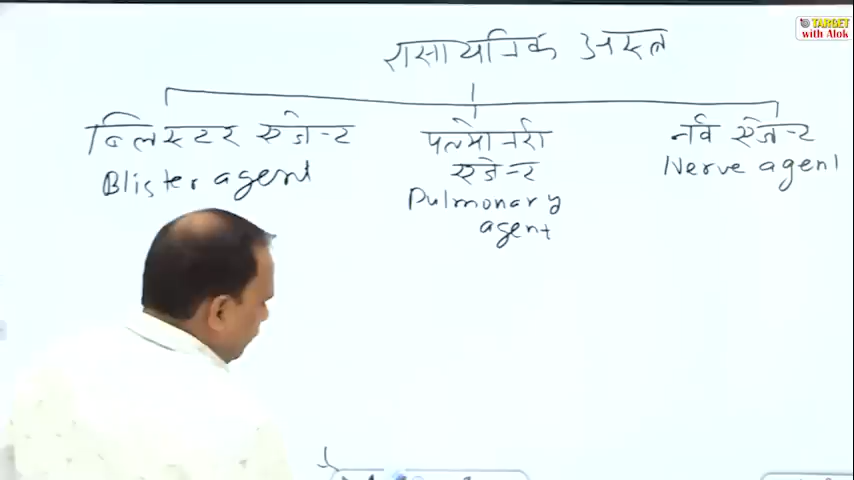 TARGET
with Alok
रासायनिक अस्त्र
ब्लिस्टर एजेन्ट
Blister agent
पल्मोनरी
एजेन्ट
Pulmonary
agent
नर्व एजेन्ट
Nerve agent